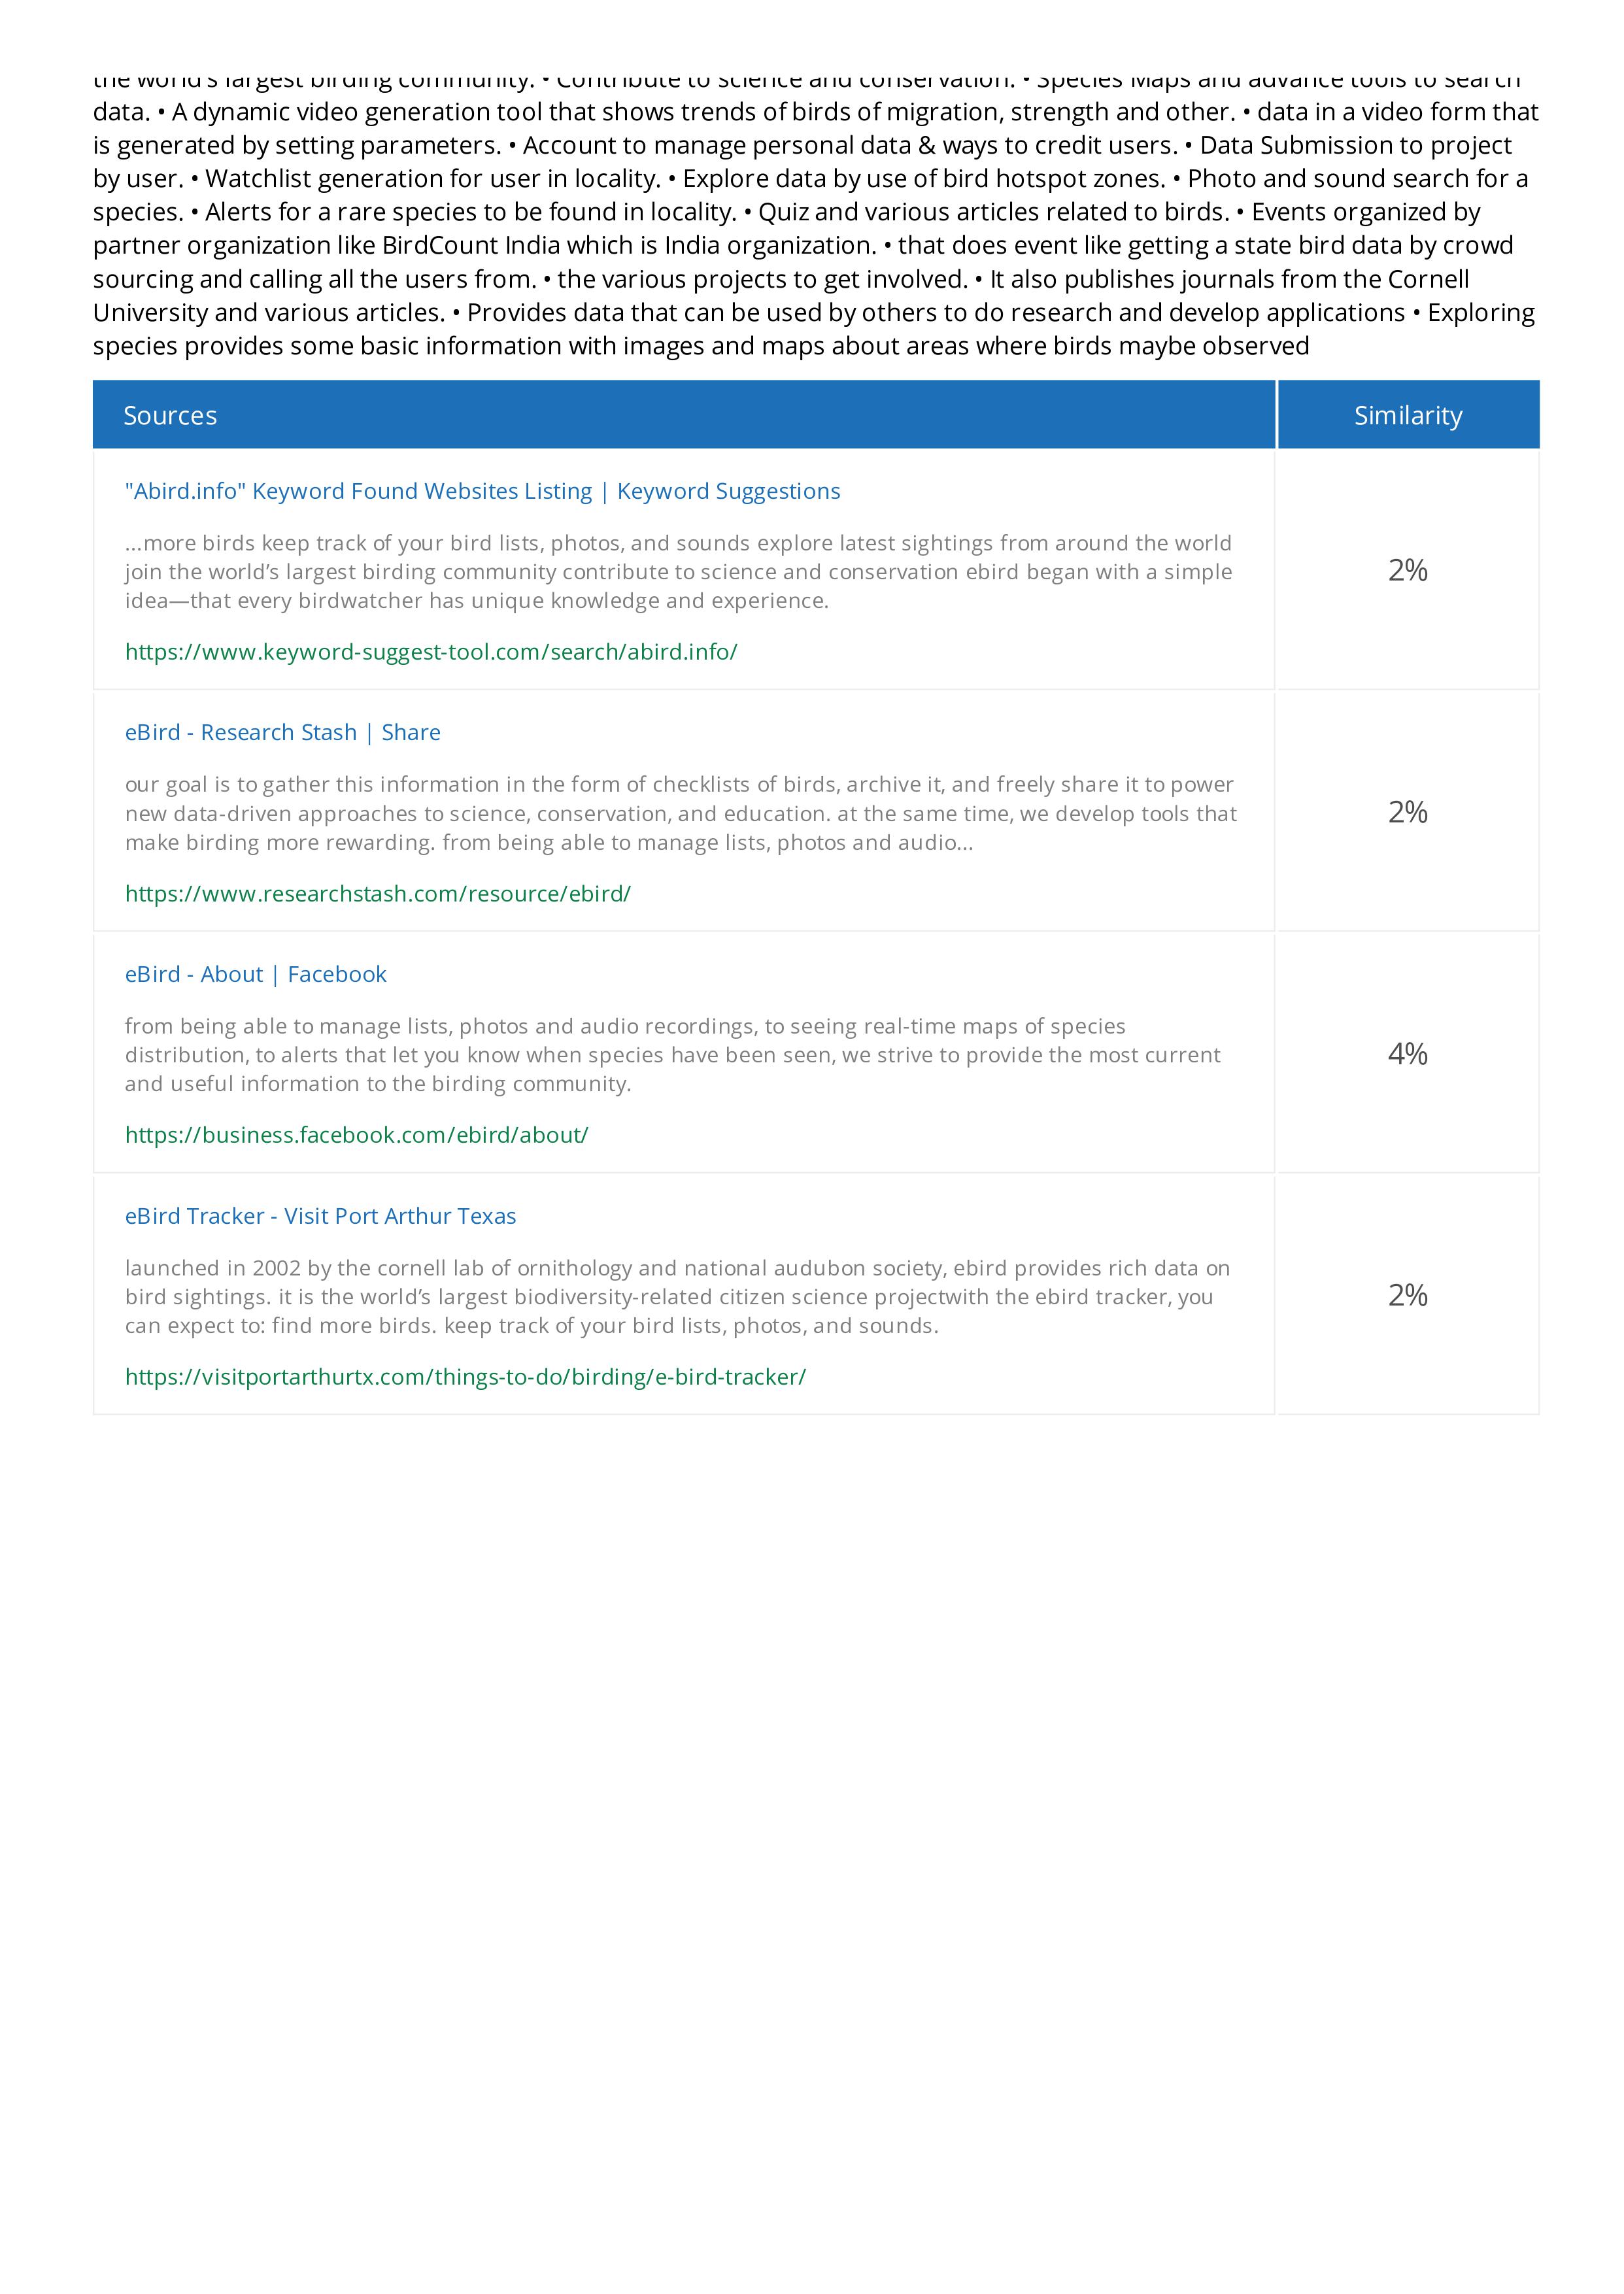 the world's largest birding community. • Contribute to science and conservation. • Species Maps and advance tools to search
data. • A dynamic video generation tool that shows trends of birds of migration, strength and other. • data in a video form that
is generated by setting parameters. • Account to manage personal data & ways to credit users. • Data Submission to project
by user. • Watchlist generation for user in locality. • Explore data by use of bird hotspot zones. • Photo and sound search for a
species. • Alerts for a rare species to be found in locality. • Quiz and various articles related to birds. • Events organized by
partner organization like BirdCount India which is India organization. • that does event like getting a state bird data by crowd
sourcing and calling all the users from. • the various projects to get involved. • It also publishes journals from the Cornell
University and various articles. • Provides data that can be used by others to do research and develop applications • Exploring
species provides some basic information with images and maps about areas where birds maybe observed
Sources Similarity
"Abird.info" Keyword Found Websites Listing | Keyword Suggestions
...more birds keep track of your bird lists, photos, and sounds explore latest sightings from around the world
join the world's largest birding community contribute to science and conservation ebird began with a simple
idea—that every birdwatcher has unique knowledge and experience.
https://www.keyword-suggest-tool.com/search/abird.info/
2%
eBird - Research Stash | Share
our goal is to gather this information in the form of checklists of birds, archive it, and freely share it to power
new data-driven approaches to science, conservation, and education. at the same time, we develop tools that
make birding more rewarding. from being able to manage lists, photos and audio...
https://www.researchstash.com/resource/ebird/
2%
eBird - About | Facebook
from being able to manage lists, photos and audio recordings, to seeing real-time maps of species
distribution, to alerts that let you know when species have been seen, we strive to provide the most current
and useful information to the birding community.
https://business.facebook.com/ebird/about/
4%
eBird Tracker - Visit Port Arthur Texas
launched in 2002 by the cornell lab of ornithology and national audubon society, ebird provides rich data on
bird sightings. it is the world's largest biodiversity-related citizen science projectwith the ebird tracker, you
can expect to: find more birds. keep track of your bird lists, photos, and sounds.
https://visitportarthurtx.com/things-to-do/birding/e-bird-tracker/
2%